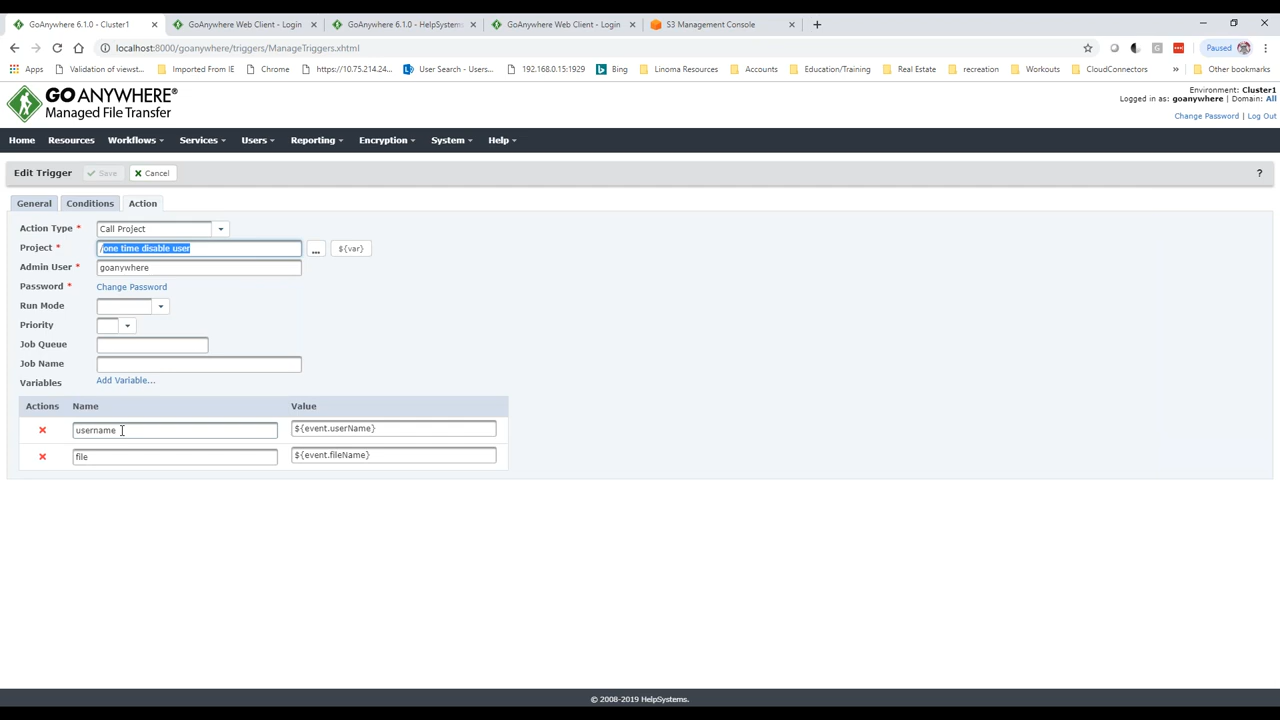 GoAnywhere 6.1.0 - Cluster1
GoAnywhere Web Client - Login
GoAnywhere 6.1.0 - HelpSystems
GoAnywhere Web Client - Login
S3 Management Console
localhost:8000/goanywhere/triggers/ManageTriggers.xhtml
Paused
Apps
Validation of viewst...
Imported From IE
Chrome
https://10.75.214.24...
User Search - Users...
192.168.0.15:1929
Bing
Linoma Resources
Accounts
Education/Training
Real Estate
recreation
Workouts
CloudConnectors
»
Other bookmarks
GO ANYWHERE®
Managed File Transfer
Environment: Cluster1
Logged in as: goanywhere | Domain: All
Change Password | Log Out
Home Resources Workflows Services Users Reporting Encryption System Help
Edit Trigger Save Cancel ?
General Conditions Action
Action Type * Call Project
Project * /one time disable user ... ${var}
Admin User * goanywhere
Password * Change Password
Run Mode
Priority
Job Queue
Job Name
Variables Add Variable...
Actions Name Value
username ${event.userName}
file ${event.fileName}
© 2008-2019 HelpSystems.